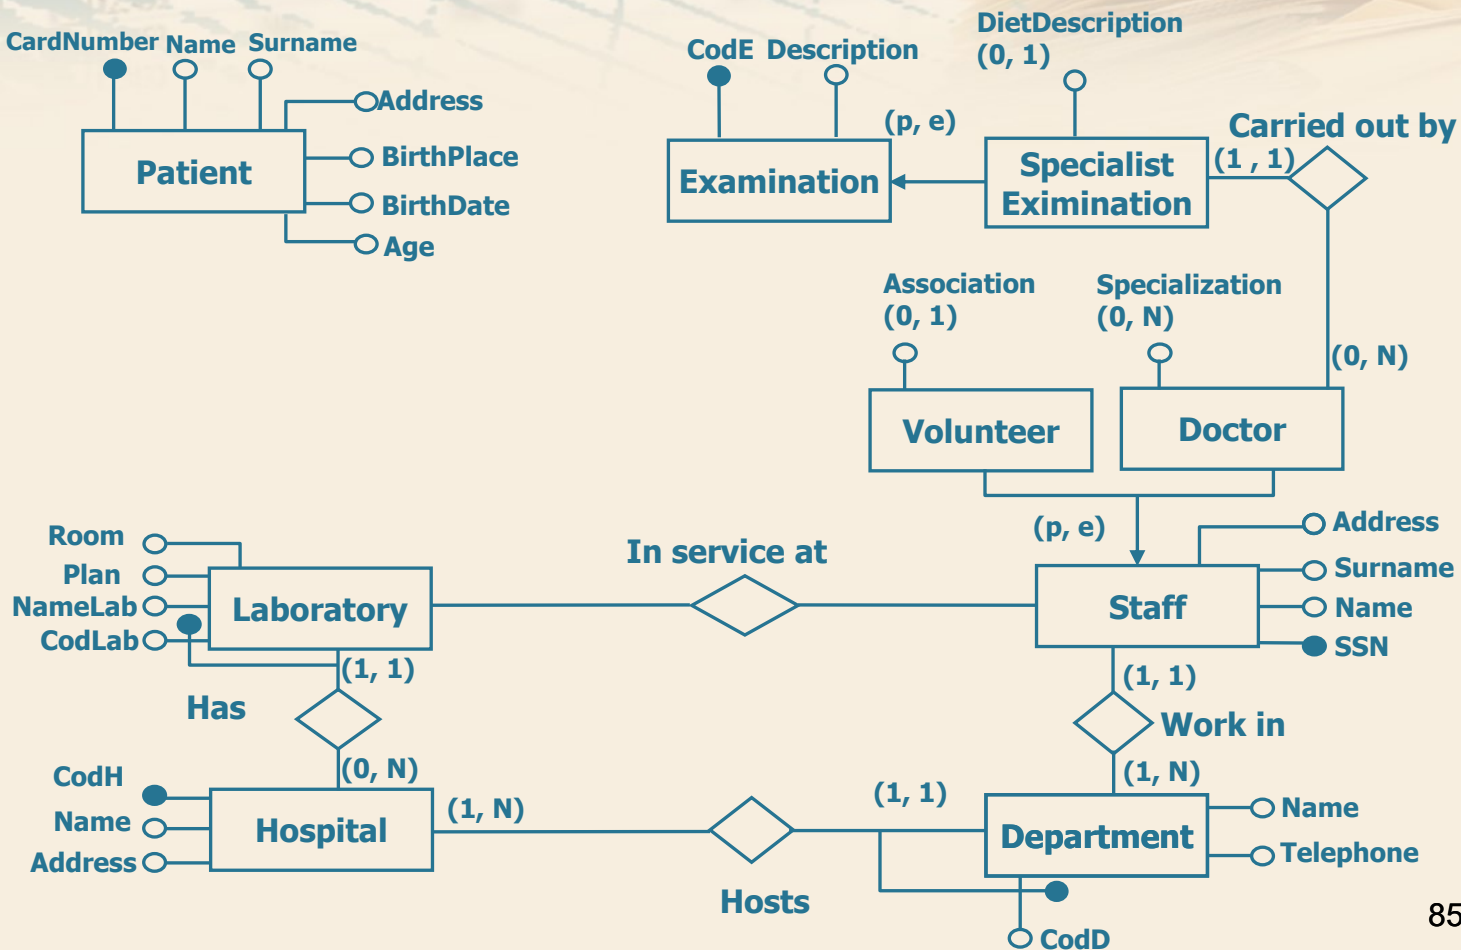 CardNumber Name Surname
Address
BirthPlace
BirthDate
Age
Patient
CodE Description
DietDescription
(0, 1)
(p, e)
Examination
Specialist
Eximination
Carried out by
(1 , 1)
(0, N)
Association
(0, 1)
Specialization
(0, N)
Volunteer
Doctor
(p, e)
Address
Surname
Name
SSN
Staff
In service at
Room
Plan
NameLab
CodLab
Laboratory
(1, 1)
Has
(0, N)
(1, 1)
Work in
(1, N)
CodH
Name
Address
Hospital
(1, N)
Hosts
(1, 1)
Department
Name
Telephone
CodD
85